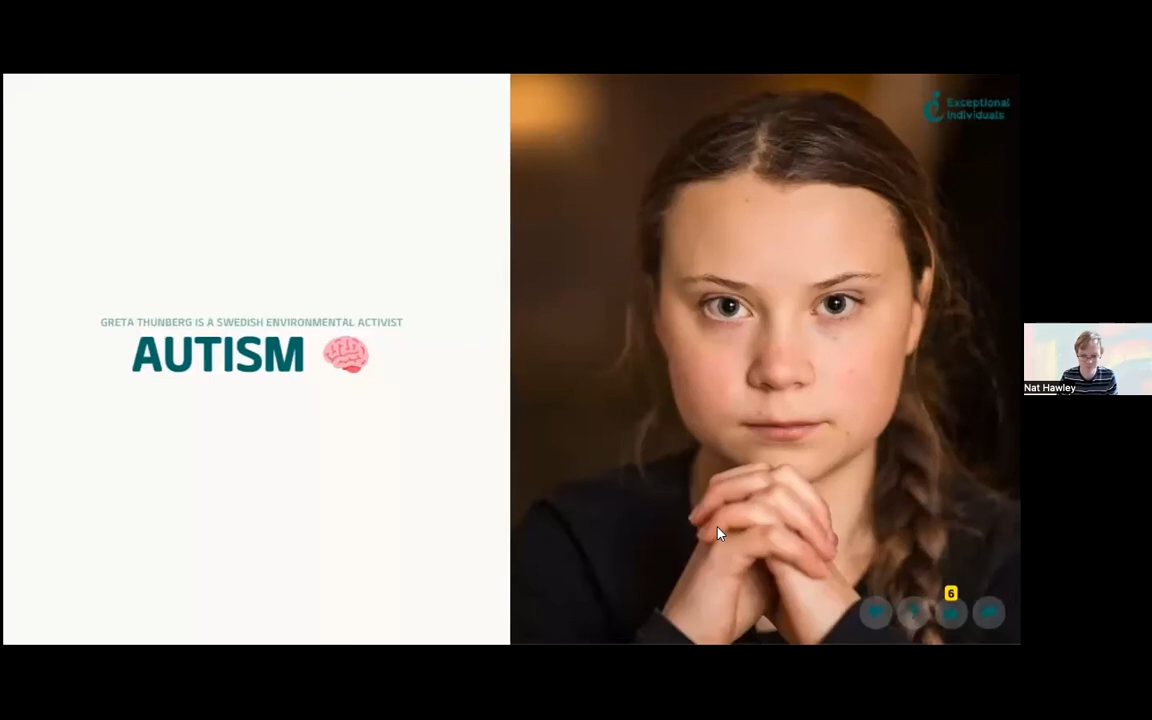 GRETA THUNBERG IS A SWEDISH ENVIRONMENTAL ACTIVIST
AUTISM
Exceptional
Individuals
6
Nat Hawley